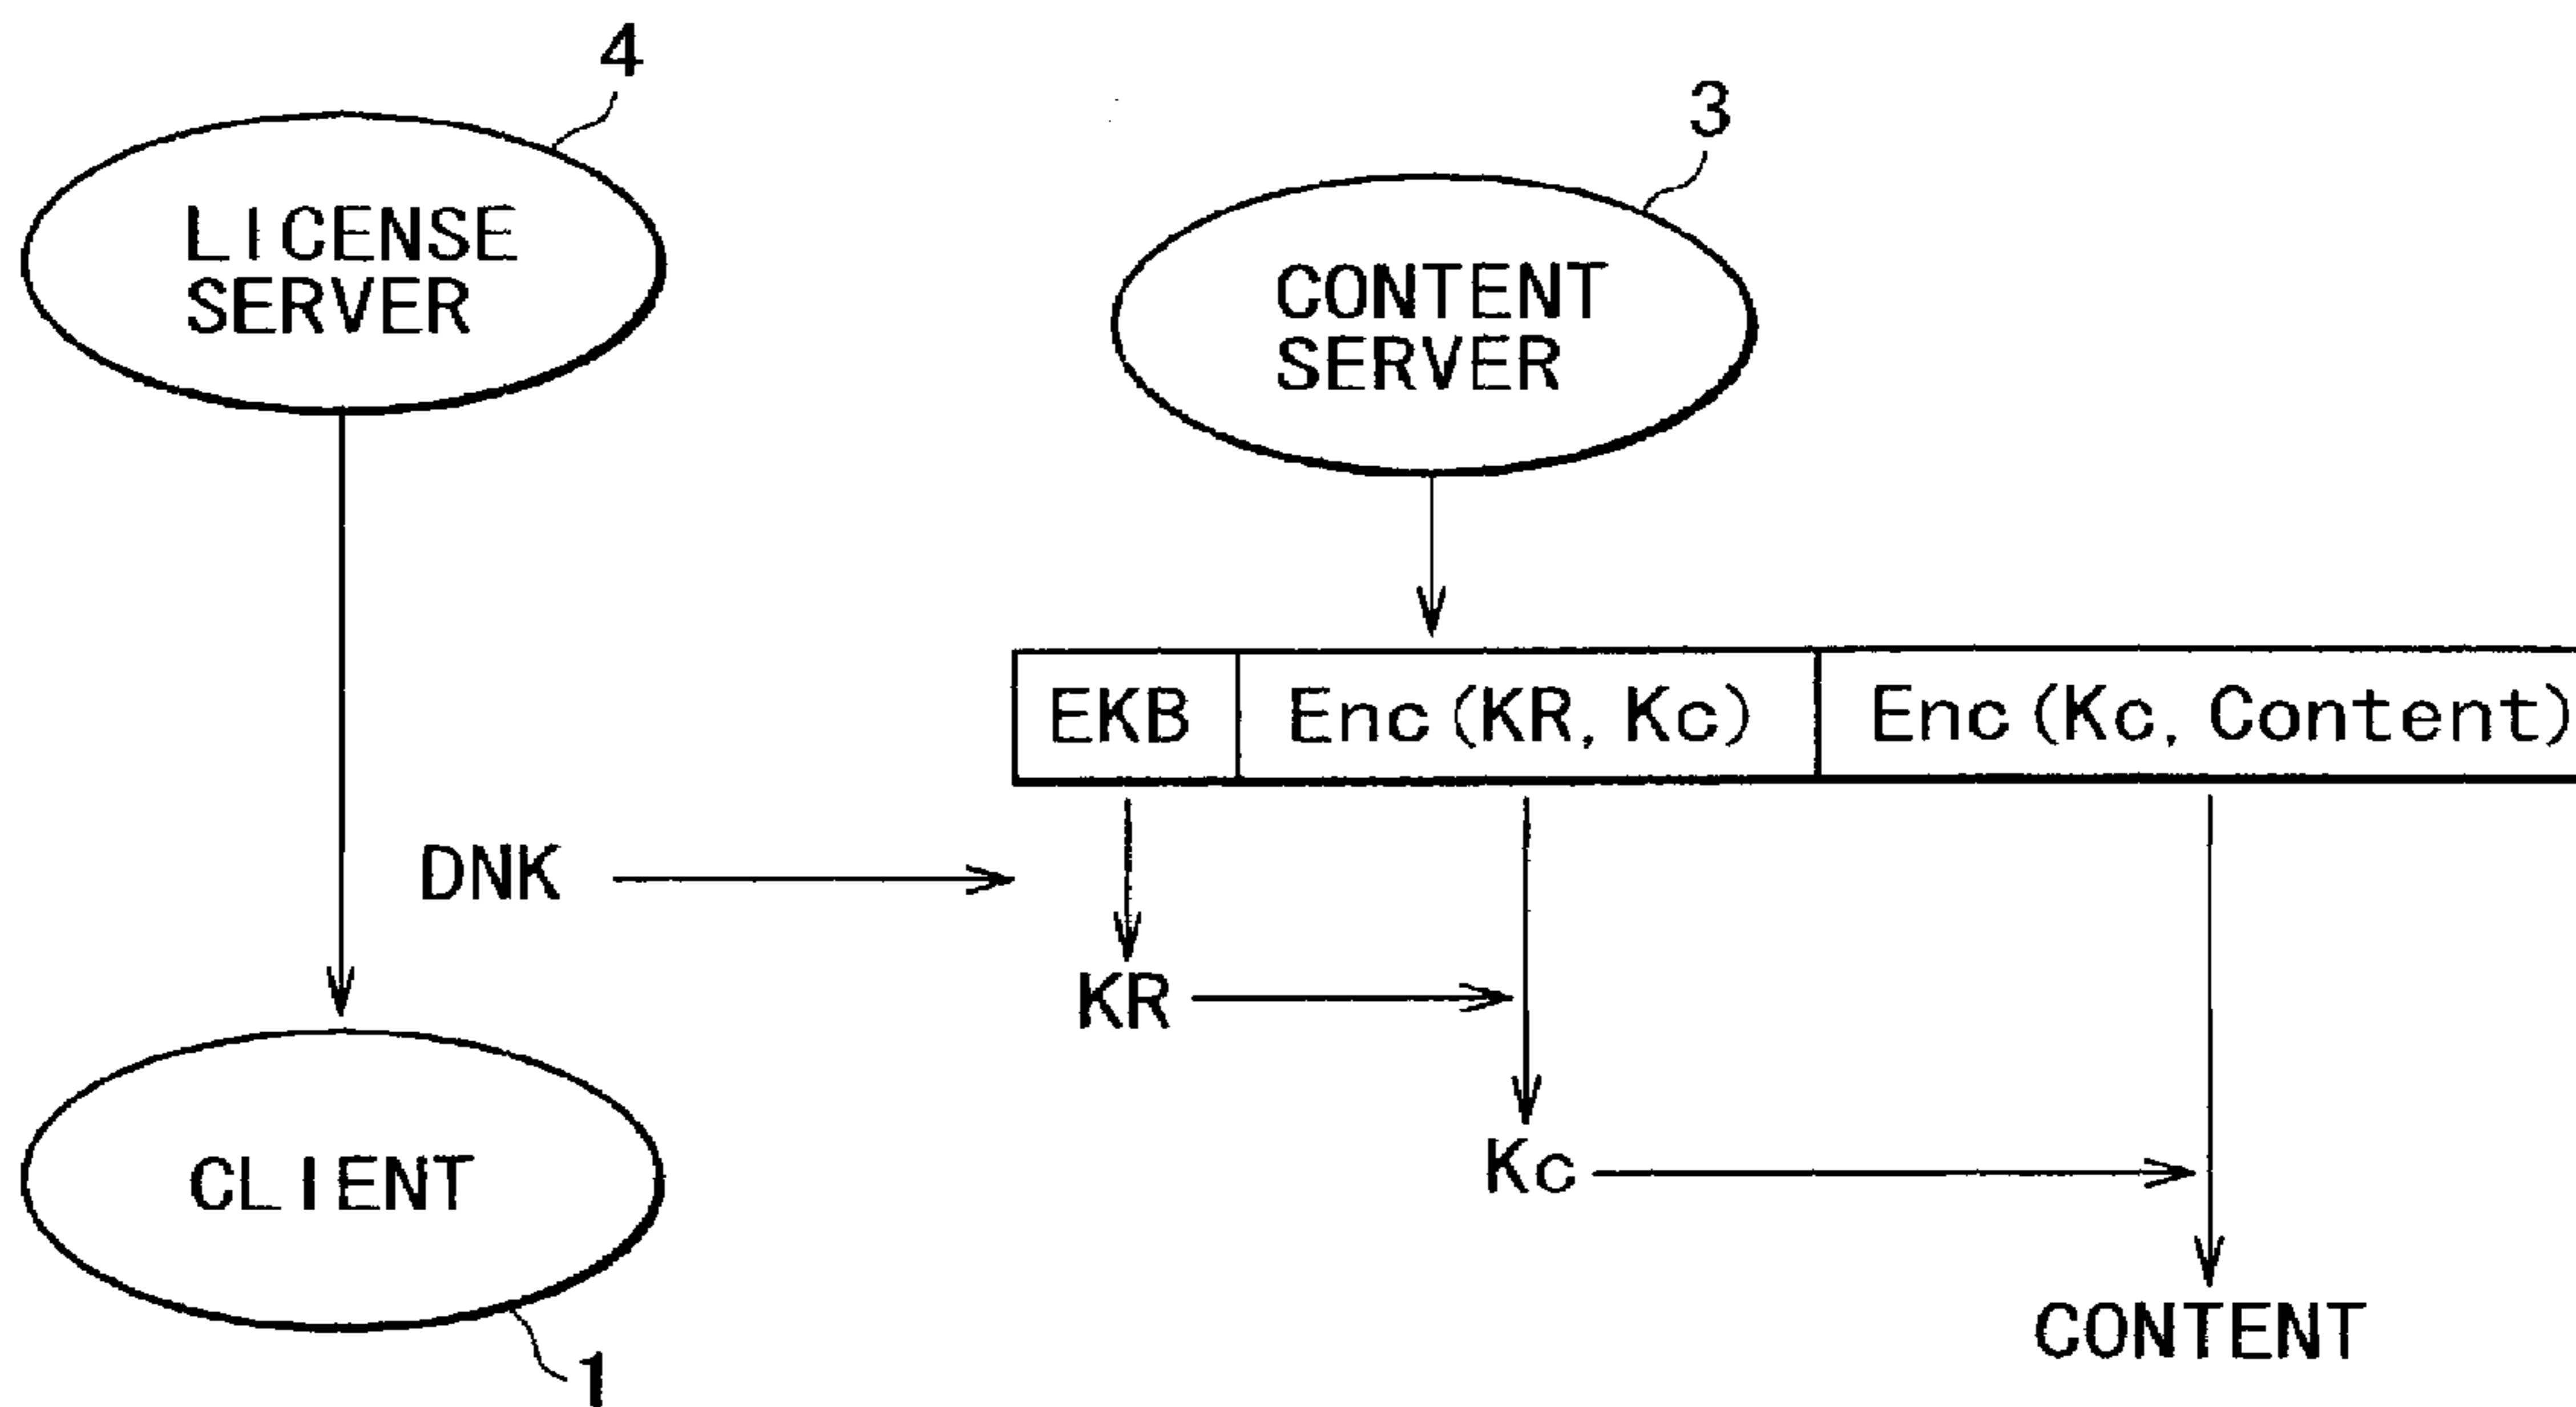 4
LICENSE
SERVER
3
CONTENT
SERVER
EKB
Enc(KR, Kc)
Enc(Kc, Content)
DNK
KR
Kc
CLIENT
CONTENT
1